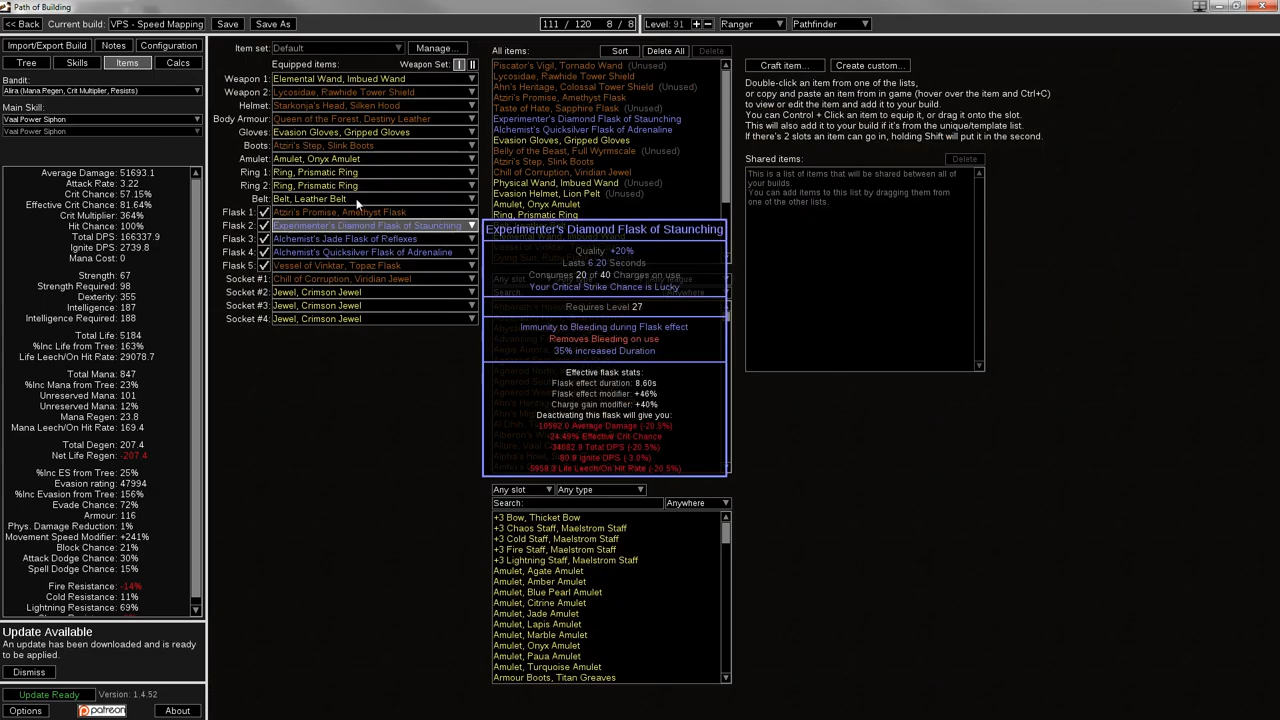 Path of Building
<< Back Current build: VPS - Speed Mapping Save Save As 111 / 120 8 / 8 Level: 91 + - Ranger Pathfinder
Import/Export Build Notes Configuration
Tree Skills Items Calcs
Bandit:
Alira (Mana Regen, Crit Multiplier, Resists)
Main Skill:
Vaal Power Siphon
Vaal Power Siphon
Average Damage: 51693.1
Attack Rate: 3.22
Crit Chance: 57.15%
Effective Crit Chance: 81.64%
Crit Multiplier: 364%
Hit Chance: 100%
Total DPS: 166337.9
Ignite DPS: 2739.8
Mana Cost: 0
Strength: 67
Strength Required: 98
Dexterity: 355
Intelligence: 187
Intelligence Required: 188
Total Life: 5184
%Inc Life from Tree: 163%
Life Leech/On Hit Rate: 29078.7
Total Mana: 847
%Inc Mana from Tree: 23%
Unreserved Mana: 101
Unreserved Mana: 12%
Mana Regen: 23.8
Mana Leech/On Hit Rate: 169.4
Total Degen: 207.4
Net Life Regen: -207.4
%Inc ES from Tree: 25%
Evasion rating: 47994
%Inc Evasion from Tree: 156%
Evade Chance: 72%
Armour: 116
Phys. Damage Reduction: 1%
Movement Speed Modifier: +241%
Block Chance: 21%
Attack Dodge Chance: 30%
Spell Dodge Chance: 15%
Fire Resistance: -14%
Cold Resistance: 11%
Lightning Resistance: 69%
Update Available
An update has been downloaded and is ready
to be applied.
Dismiss
Update Ready Version: 1.4.52
Options patreon About
Item set: Default Manage...
Equipped items: Weapon Set: I II
Weapon 1: Elemental Wand, Imbued Wand
Weapon 2: Lycosidae, Rawhide Tower Shield
Helmet: Starkonja's Head, Silken Hood
Body Armour: Queen of the Forest, Destiny Leather
Gloves: Evasion Gloves, Gripped Gloves
Boots: Atziri's Step, Slink Boots
Amulet: Amulet, Onyx Amulet
Ring 1: Ring, Prismatic Ring
Ring 2: Ring, Prismatic Ring
Belt: Belt, Leather Belt
Flask 1: Atziri's Promise, Amethyst Flask
Flask 2: Experimenter's Diamond Flask of Staunching
Flask 3: Alchemist's Jade Flask of Reflexes
Flask 4: Alchemist's Quicksilver Flask of Adrenaline
Flask 5: Vessel of Vinktar, Topaz Flask
Socket #1: Chill of Corruption, Viridian Jewel
Socket #2: Jewel, Crimson Jewel
Socket #3: Jewel, Crimson Jewel
Socket #4: Jewel, Crimson Jewel
All items: Sort Delete All Delete
Piscator's Vigil, Tornado Wand (Unused)
Lycosidae, Rawhide Tower Shield
Ahn's Heritage, Colossal Tower Shield (Unused)
Atziri's Promise, Amethyst Flask
Taste of Hate, Sapphire Flask (Unused)
Experimenter's Diamond Flask of Staunching
Alchemist's Quicksilver Flask of Adrenaline
Evasion Gloves, Gripped Gloves
Belly of the Beast, Full Wyrmscale (Unused)
Atziri's Step, Slink Boots
Chill of Corruption, Viridian Jewel
Physical Wand, Imbued Wand (Unused)
Evasion Helmet, Lion Pelt (Unused)
Amulet, Onyx Amulet
Ring, Prismatic Ring
Experimenter's Diamond Flask of Staunching
Quality: +20%
Lasts 6.20 Seconds
Consumes 20 of 40 Charges on use
Your Critical Strike Chance is Lucky
Requires Level 27
Immunity to Bleeding during Flask effect
Removes Bleeding on use
35% increased Duration
Effective flask stats:
Flask effect duration: 8.60s
Flask effect modifier: +46%
Charge gain modifier: +40%
Deactivating this flask will give you:
-10592.0 Average Damage (-20.5%)
-24.49% Effective Crit Chance
-34082.9 Total DPS (-20.5%)
-80.9 Ignite DPS (-3.0%)
-5958.3 Life Leech/On Hit Rate (-20.5%)
Any slot Any type
Search: Anywhere
+3 Bow, Thicket Bow
+3 Chaos Staff, Maelstrom Staff
+3 Cold Staff, Maelstrom Staff
+3 Fire Staff, Maelstrom Staff
+3 Lightning Staff, Maelstrom Staff
Amulet, Agate Amulet
Amulet, Amber Amulet
Amulet, Blue Pearl Amulet
Amulet, Citrine Amulet
Amulet, Jade Amulet
Amulet, Lapis Amulet
Amulet, Marble Amulet
Amulet, Onyx Amulet
Amulet, Paua Amulet
Amulet, Turquoise Amulet
Armour Boots, Titan Greaves
Craft item... Create custom...
Double-click an item from one of the lists,
or copy and paste an item from in game (hover over the item and Ctrl+C)
to view or edit the item and add it to your build.
You can Control + Click an item to equip it, or drag it onto the slot.
This will also add it to your build if it's from the unique/template list.
If there's 2 slots an item can go in, holding Shift will put it in the second.
Shared items: Delete
This is a list of items that will be shared between all of
your builds.
You can add items to this list by dragging them from
one of the other lists.